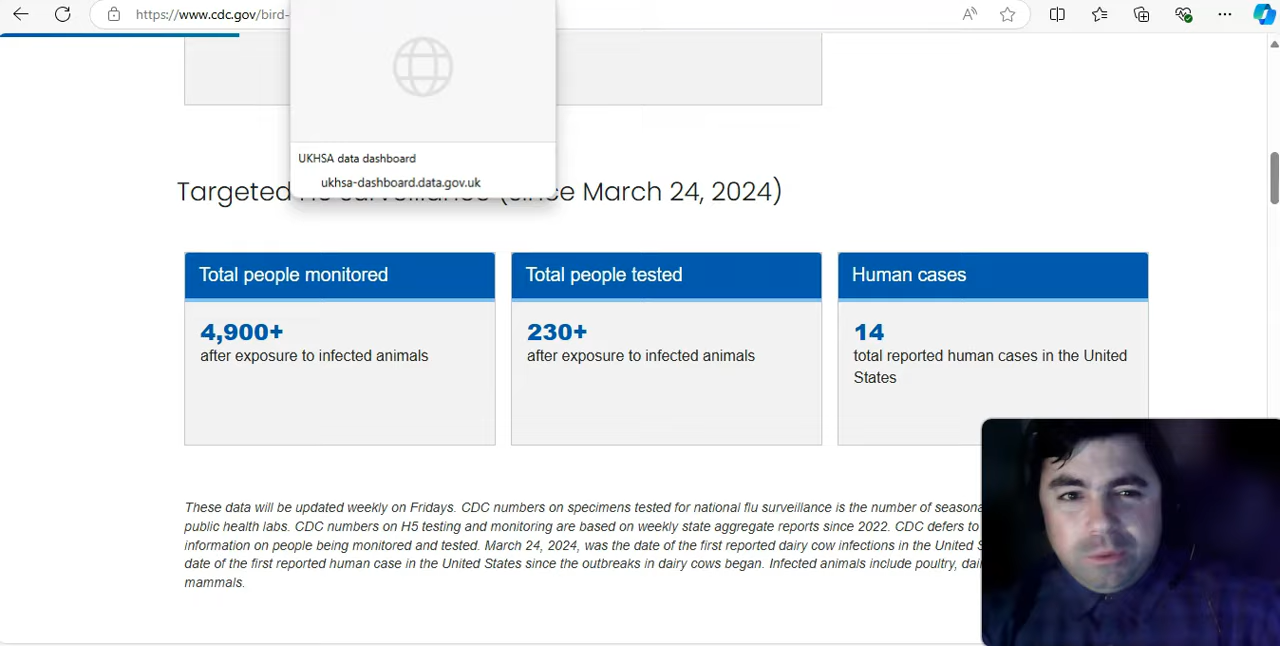 https://www.cdc.gov/bird-
UKHSA data dashboard
ukhsa-dashboard.data.gov.uk
Targeted (since March 24, 2024)
Total people monitored
4,900+
after exposure to infected animals
Total people tested
230+
after exposure to infected animals
Human cases
14
total reported human cases in the United
States
These data will be updated weekly on Fridays. CDC numbers on specimens tested for national flu surveillance is the number of
public health labs. CDC numbers on H5 testing and monitoring are based on weekly state aggregate reports since 2022. CDC defers to
information on people being monitored and tested. March 24, 2024, was the date of the first reported dairy cow infections in the United
date of the first reported human case in the United States since the outbreaks in dairy cows began. Infected animals include poultry,
mammals.